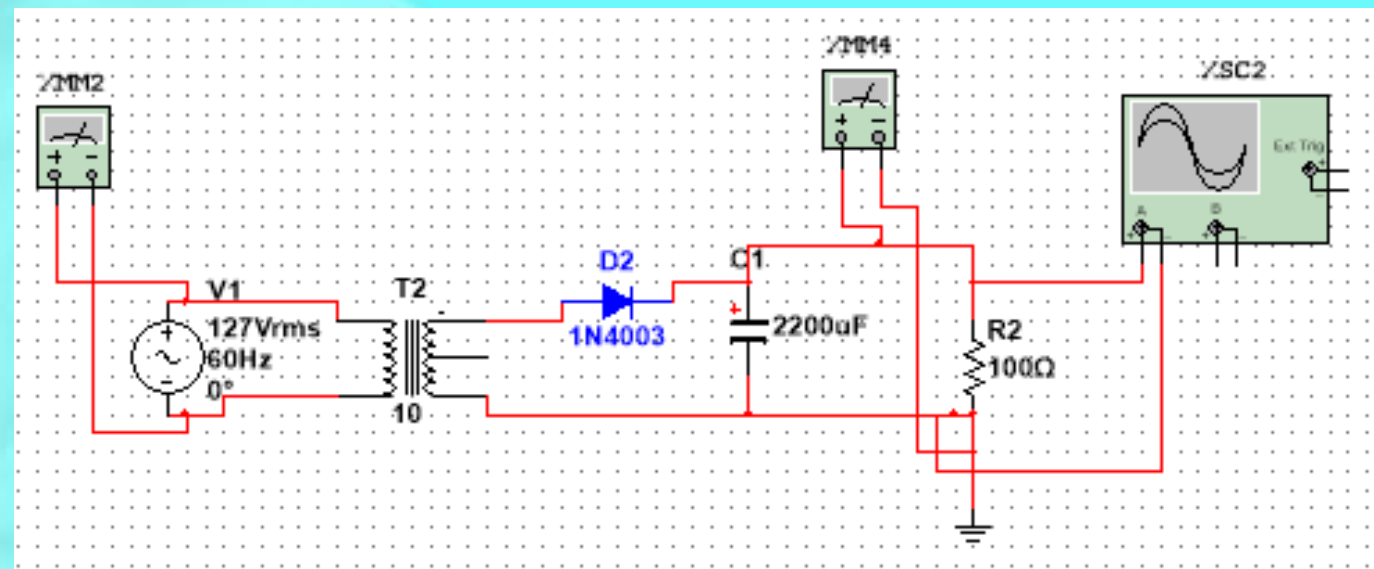 XMM4
XSC2
XMM2
+ -
+ -
Ext Trig
+
-
A
B
+ -
+ -
D2
C1
V1
T2
+
127Vrms
60Hz
0°
1N4003
2200uF
R2
100Ω
10